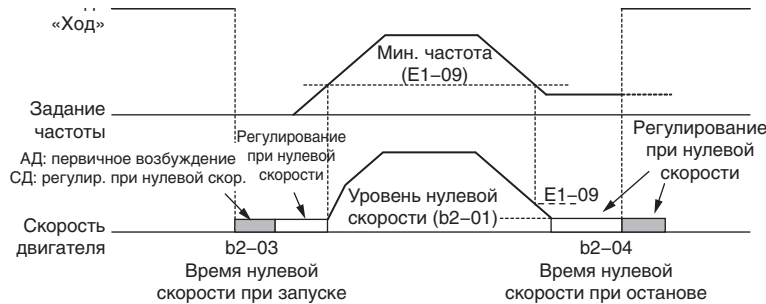 «Ход»
Мин. частота
(E1–09)
Задание
частоты
АД: первичное возбуждение
СД: регулир. при нулевой скор.
Регулирование
при нулевой
скорости
Регулирование
при нулевой
скорости
Уровень нулевой
скорости (b2–01)
E1–09
Скорость
двигателя
b2–03
Время нулевой
скорости при запуске
b2–04
Время нулевой
скорости при останове